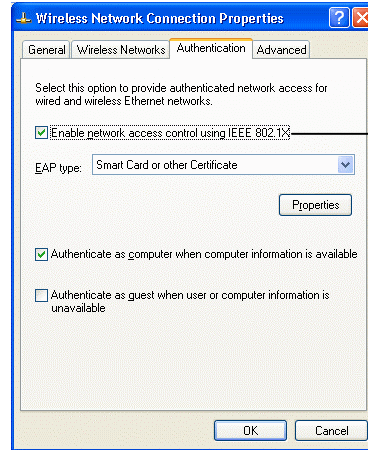 Wireless Network Connection Properties
General
Wireless Networks
Authentication
Advanced
Select this option to provide authenticated network access for
wired and wireless Ethernet networks.
Enable network access control using IEEE 802.1X
EAP type:
Smart Card or other Certificate
Properties
Authenticate as computer when computer information is available
Authenticate as guest when user or computer information is
unavailable
OK
Cancel